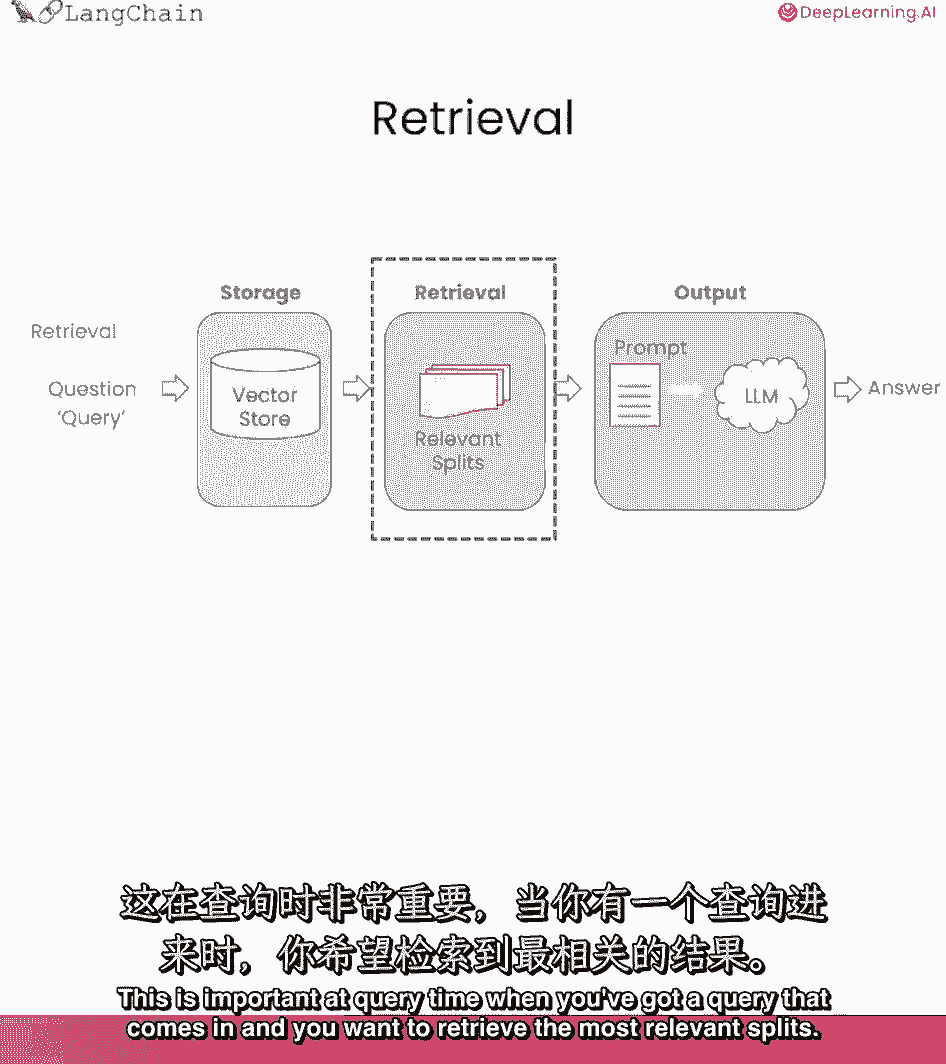 LangChain
DeepLearning.AI
Retrieval
Storage
Retrieval
Output
Retrieval
Question
'Query'
Vector
Store
Relevant
Splits
Prompt
LLM
Answer
这在查询时非常重要，当你有一个查询进
来时，你希望检索到最相关的结果。
This is important at query time when you've got a query that
comes in and you want to retrieve the most relevant splits.